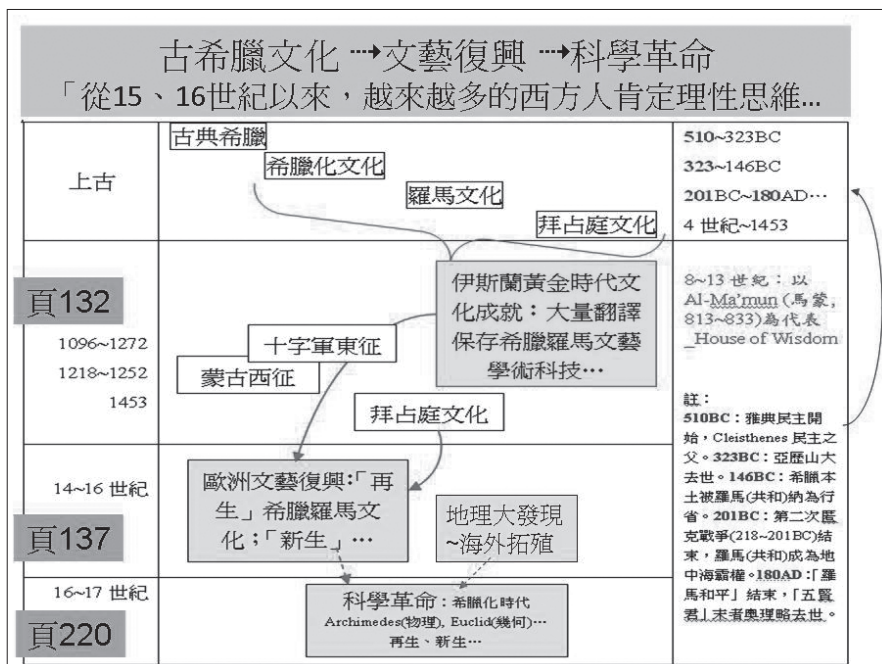 古希臘文化 ⇢文藝復興 ⇢科學革命
「從15、16世紀以來，越來越多的西方人肯定理性思維...
上古
古典希臘
希臘化文化
羅馬文化
拜占庭文化
510~323BC
323~146BC
201BC~180AD…
4 世紀~1453
頁132
1096~1272
1218~1252
1453
伊斯蘭黃金時代文
化成就：大量翻譯
保存希臘羅馬文藝
學術科技…
十字軍東征
蒙古西征
拜占庭文化
8~13 世紀：以
Al-Ma'mun (馬蒙,
813~833)為代表
_House of Wisdom
註：
510BC：雅典民主開
始，Cleisthenes 民主之
父。323BC：亞歷山大
去世。146BC：希臘本
土被羅馬(共和)納為行
省。201BC：第二次匿
克戰爭(218~201BC)結
束，羅馬(共和)成為地
中海霸權。180AD：「羅
馬和平」結束，「五賢
君」末者奧理略去世。
14~16 世紀
頁137
歐洲文藝復興：「再
生」希臘羅馬文
化；「新生」…
地理大發現
~海外拓殖
16~17 世紀
頁220
科學革命：希臘化時代
Archimedes(物理), Euclid(幾何)…
再生、新生…